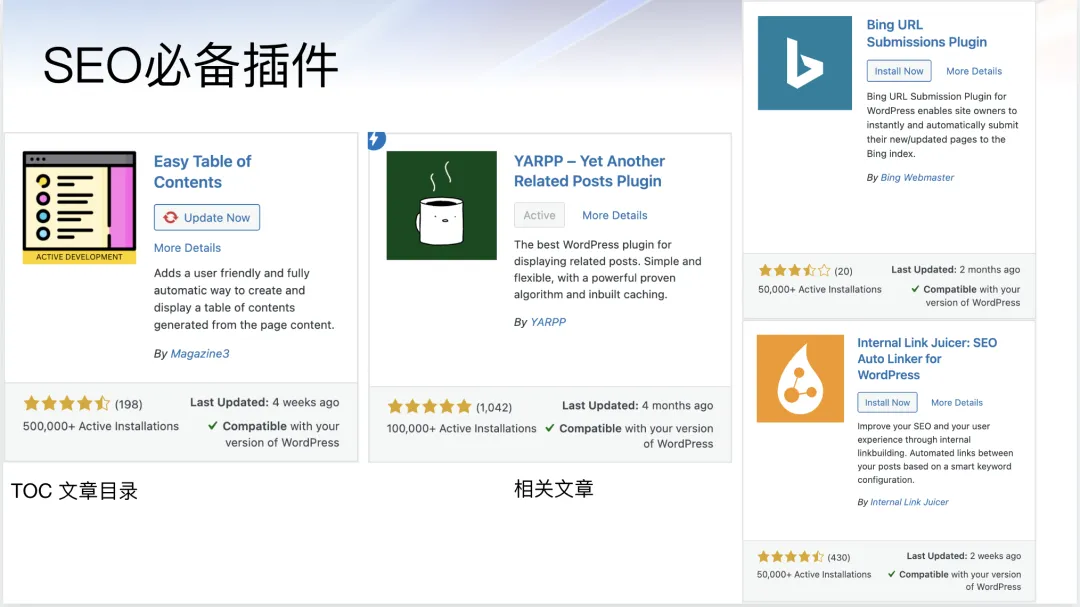 SEO必备插件
Easy Table of
Contents
Update Now
More Details
ACTIVE DEVELOPMENT
Adds a user friendly and fully
automatic way to create and
display a table of contents
generated from the page content.
By Magazine3
(198)
Last Updated: 4 weeks ago
500,000+ Active Installations
✔ Compatible with your
version of WordPress
TOC 文章目录
YARPP – Yet Another
Related Posts Plugin
Active
More Details
The best WordPress plugin for
displaying related posts. Simple and
flexible, with a powerful proven
algorithm and inbuilt caching.
By YARPP
(1,042)
Last Updated: 4 months ago
100,000+ Active Installations
✔ Compatible with your version
of WordPress
相关文章
Bing URL
Submissions Plugin
Install Now
More Details
Bing URL Submission Plugin for
WordPress enables site owners to
instantly and automatically submit
their new/updated pages to the
Bing index.
By Bing Webmaster
(20)
Last Updated: 2 months ago
50,000+ Active Installations
✔ Compatible with your
version of WordPress
Internal Link Juicer: SEO
Auto Linker for
WordPress
Install Now
More Details
Improve your SEO and your user
experience through internal
linkbuilding. Automated links between
your posts based on a smart keyword
configuration.
By Internal Link Juicer
(430)
Last Updated: 2 weeks ago
50,000+ Active Installations
✔ Compatible with your version
of WordPress